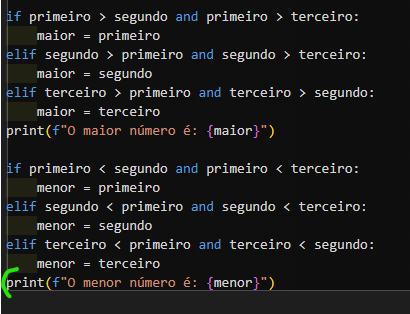 if primeiro > segundo and primeiro > terceiro:
    maior = primeiro
elif segundo > primeiro and segundo > terceiro:
    maior = segundo
elif terceiro > primeiro and terceiro > segundo:
    maior = terceiro
print(f"O maior número é: {maior}")

if primeiro < segundo and primeiro < terceiro:
    menor = primeiro
elif segundo < primeiro and segundo < terceiro:
    menor = segundo
elif terceiro < primeiro and terceiro < segundo:
    menor = terceiro
print(f"O menor número é: {menor}")